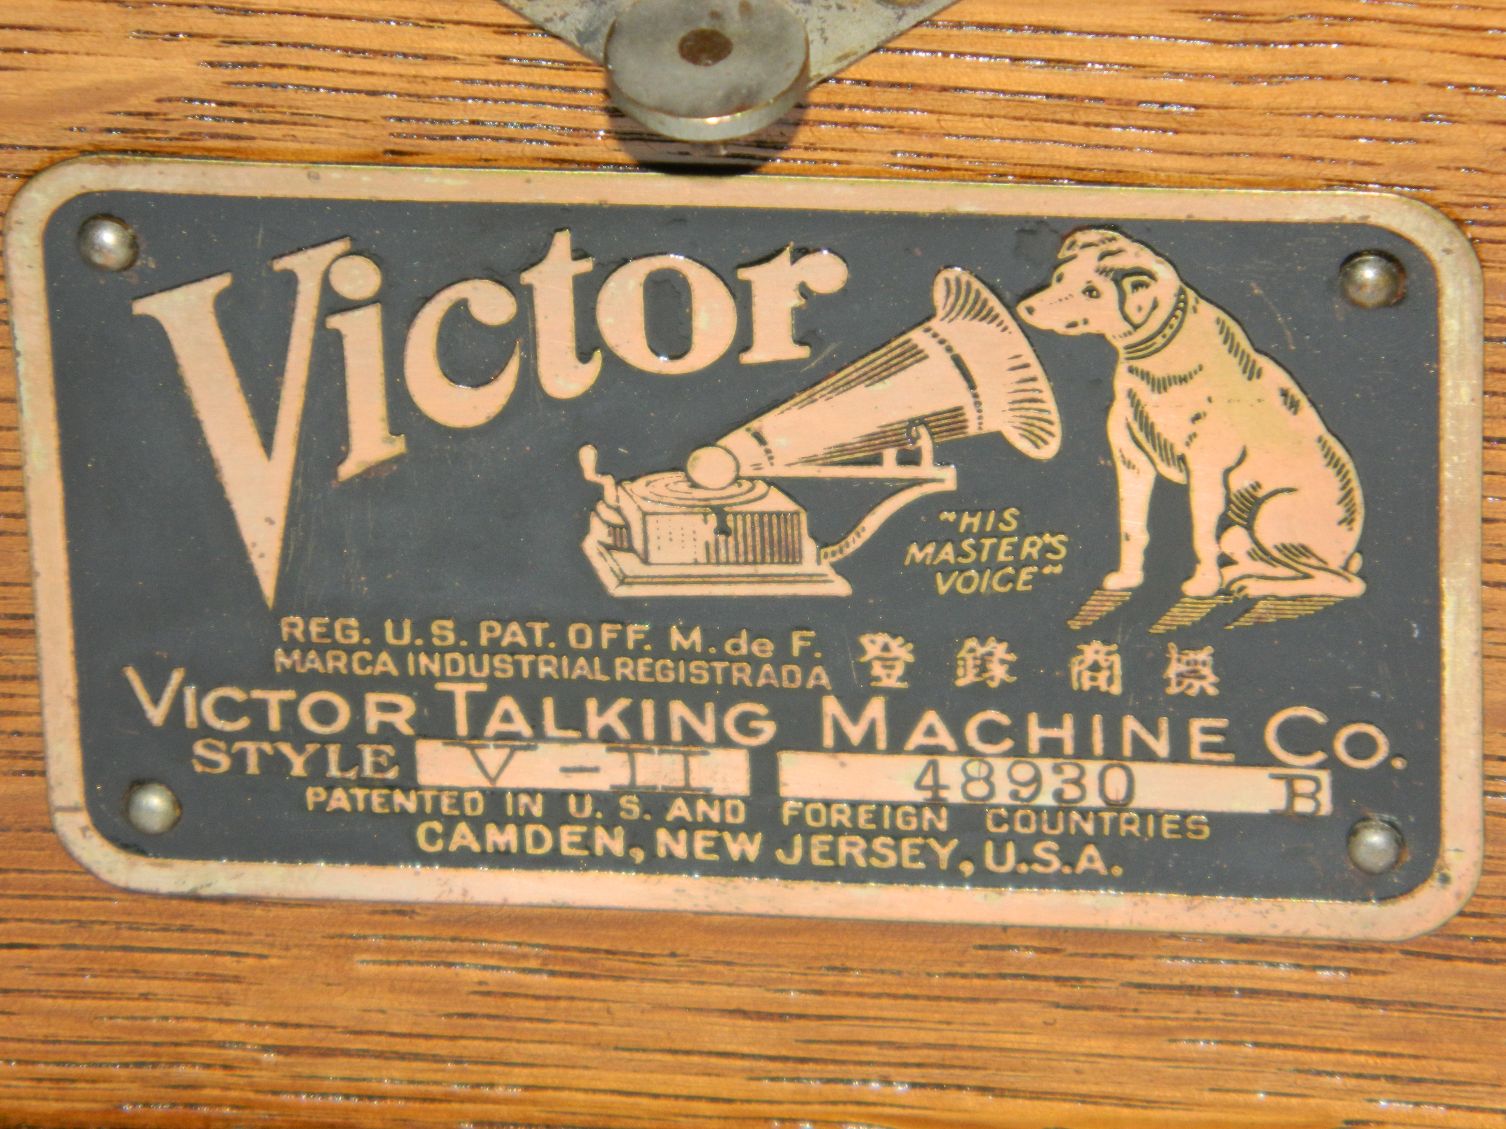 Victor
"HIS
MASTER'S
VOICE"
REG. U.S. PAT. OFF. M. de F.
MARCA INDUSTRIAL REGISTRADA
登錄商標
VICTOR TALKING MACHINE CO.
STYLE V-II 48930 B
PATENTED IN U. S. AND FOREIGN COUNTRIES
CAMDEN, NEW JERSEY, U.S.A.